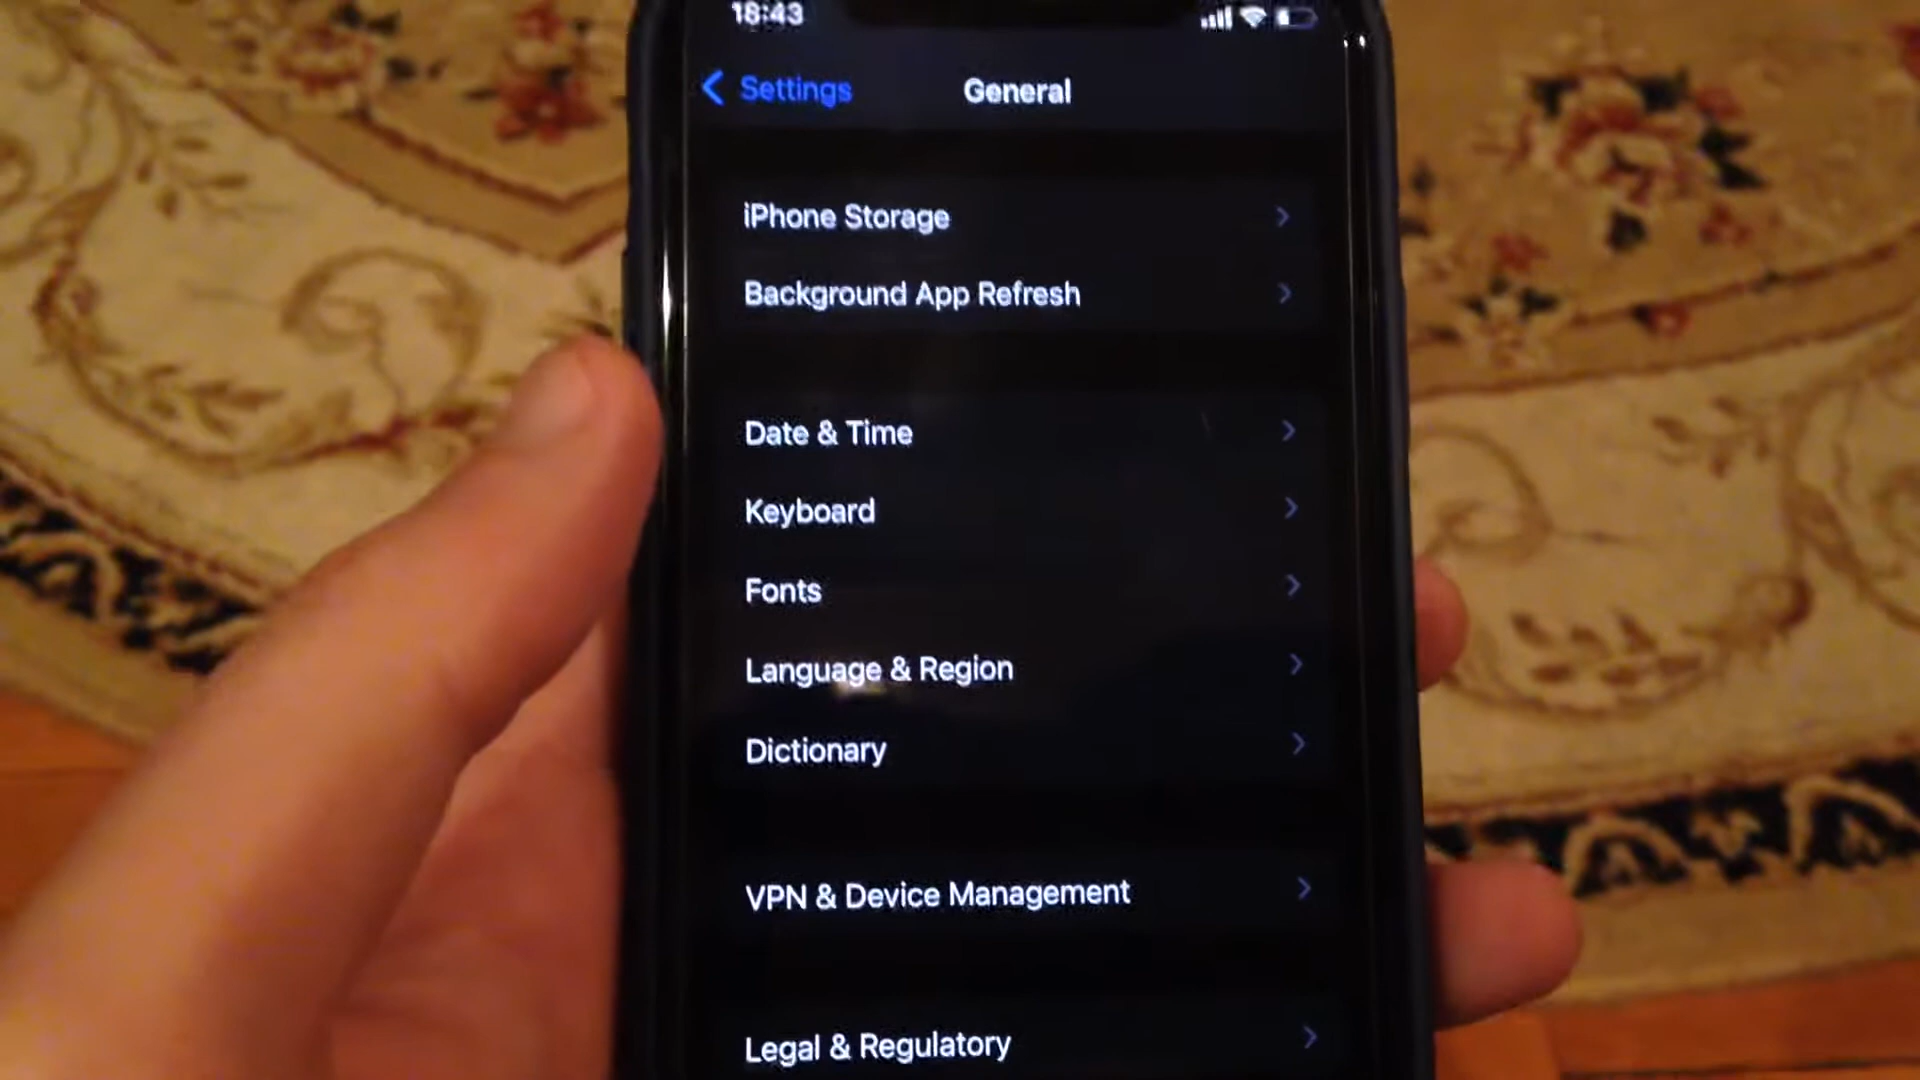 18:43
Settings
General
iPhone Storage
Background App Refresh
Date & Time
Keyboard
Fonts
Language & Region
Dictionary
VPN & Device Management
Legal & Regulatory